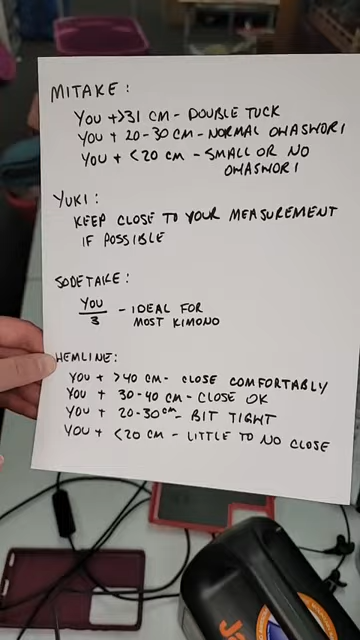 MITAKE:
YOU +>31 CM - DOUBLE TUCK
YOU + 20-30 CM - NORMAL OHASWORI
YOU + <20 CM - SMALL OR NO
OHASWORI
YUKI:
KEEP CLOSE TO YOUR MEASUREMENT
IF POSSIBLE
SODETAKE:
YOU
3
- IDEAL FOR
MOST KIMONO
HEMLINE:
YOU + >40 CM - CLOSE COMFORTABLY
YOU + 30-40 CM - CLOSE OK
YOU + 20-30 CM - BIT TIGHT
YOU + <20 CM - LITTLE TO NO CLOSE